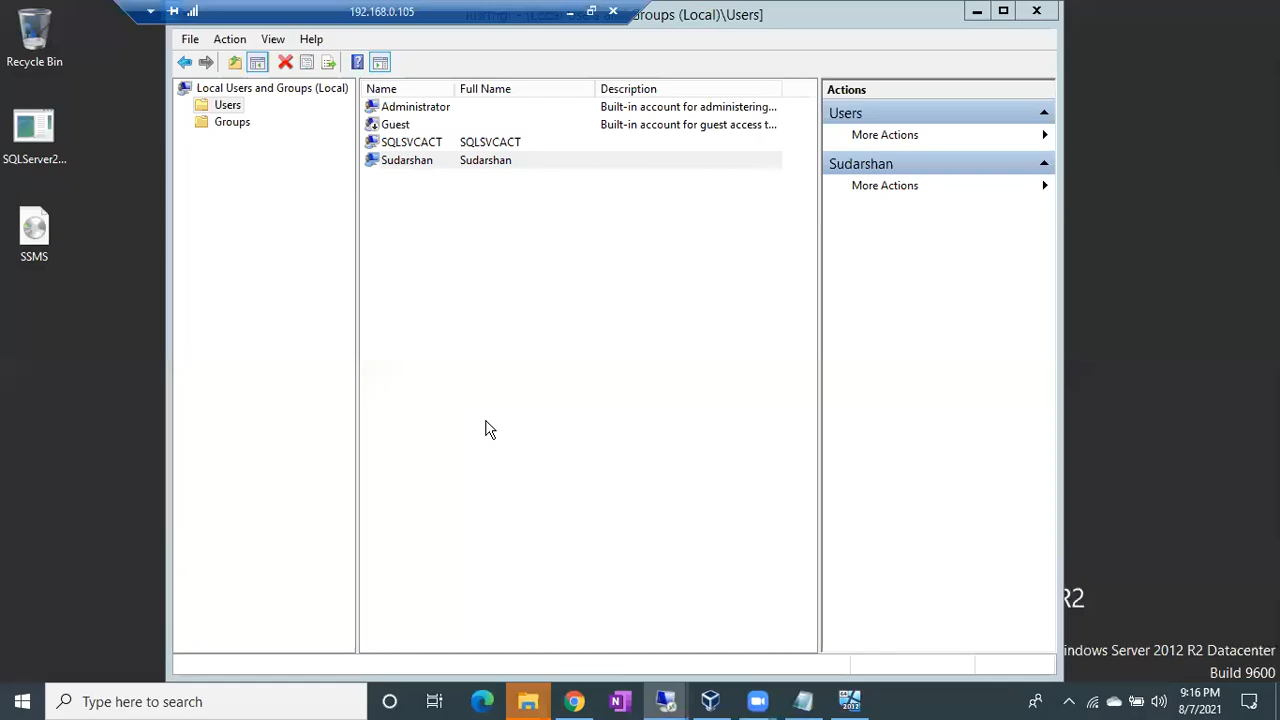 Recycle Bin
SQLServer2...
SSMS
192.168.0.105
Groups (Local)\Users]
File Action View Help
Local Users and Groups (Local)
Users
Groups
Name Full Name Description
Administrator Built-in account for administering...
Guest Built-in account for guest access t...
SQLSVCACT SQLSVCACT
Sudarshan Sudarshan
Actions
Users
More Actions
Sudarshan
More Actions
R2
indows Server 2012 R2 Datacenter
Build 9600
Type here to search
2012
9:16 PM
8/7/2021